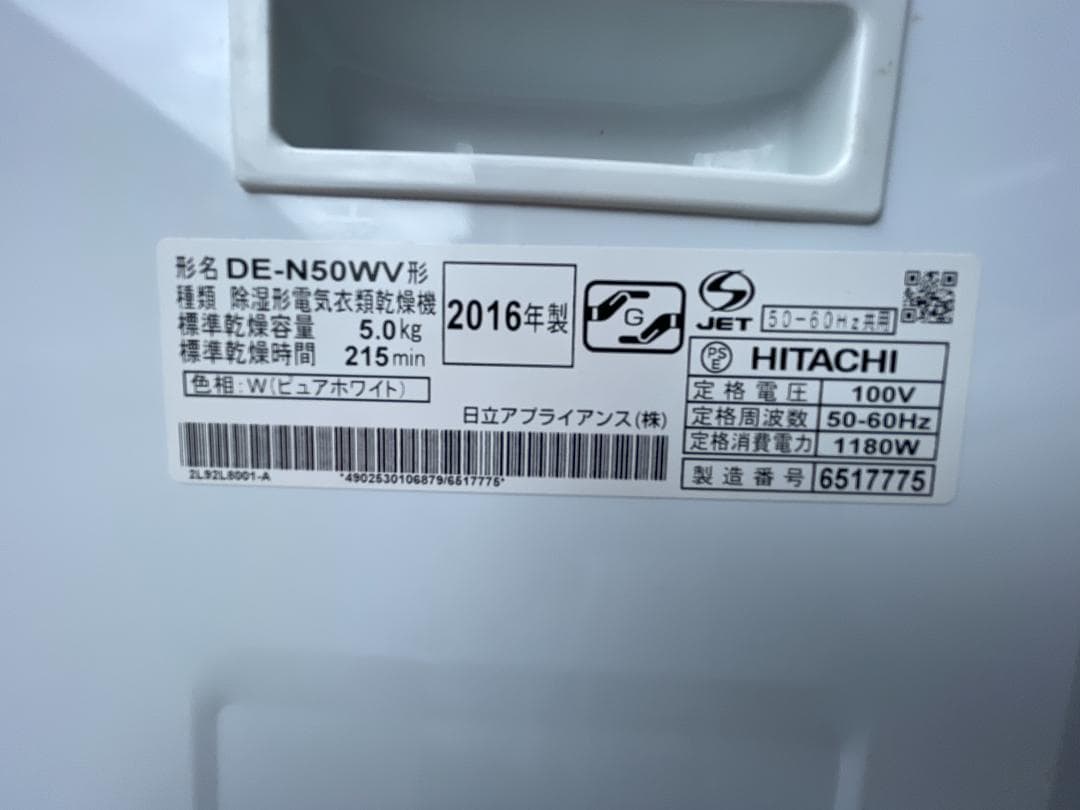 形名 DE-N50WV形
種類 除湿形電気衣類乾燥機
標準乾燥容量 5.0kg
標準乾燥時間 215min
色相:W(ピュアホワイト)
2016年製
G
S
JET
50-60Hz共用
PSE HITACHI
定格電圧 100V
定格周波数 50-60Hz
定格消費電力 1180W
製造番号 6517775
日立アプライアンス(株)
2L92L8001-A
*4902530106879/6517775*